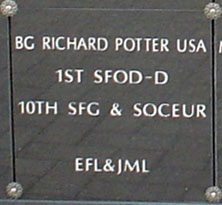 BG RICHARD POTTER USA
1ST SFOD-D
10TH SFG & SOCEUR
EFL&JML